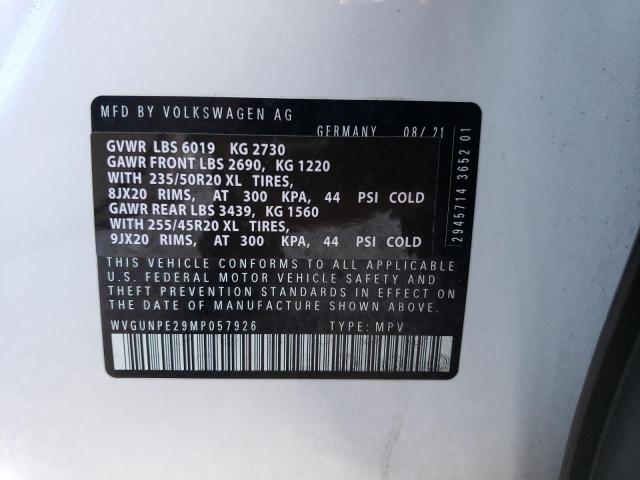 MFD BY VOLKSWAGEN AG
GERMANY 08/21
GVWR LBS 6019 KG 2730
GAWR FRONT LBS 2690, KG 1220
WITH 235/50R20 XL TIRES,
8JX20 RIMS, AT 300 KPA, 44 PSI COLD
GAWR REAR LBS 3439, KG 1560
WITH 255/45R20 XL TIRES,
9JX20 RIMS, AT 300 KPA, 44 PSI COLD
THIS VEHICLE CONFORMS TO ALL APPLICABLE
U.S. FEDERAL MOTOR VEHICLE SAFETY AND
THEFT PREVENTION STANDARDS IN EFFECT ON
THE DATE OF MANUFACTURE SHOWN ABOVE.
WVGUNPE29MP057926 TYPE: MPV
2945714 3652 01